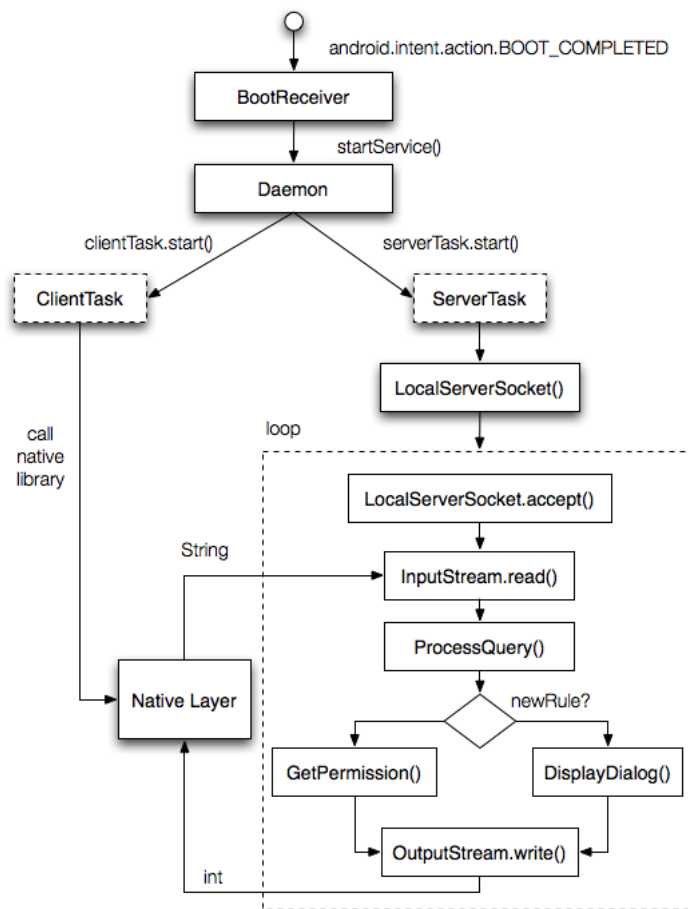 android.intent.action.BOOT_COMPLETED
BootReceiver
startService()
Daemon
clientTask.start()
serverTask.start()
ClientTask
ServerTask
LocalServerSocket()
call
native
library
loop
LocalServerSocket.accept()
String
InputStream.read()
ProcessQuery()
Native Layer
newRule?
GetPermission()
DisplayDialog()
OutputStream.write()
int